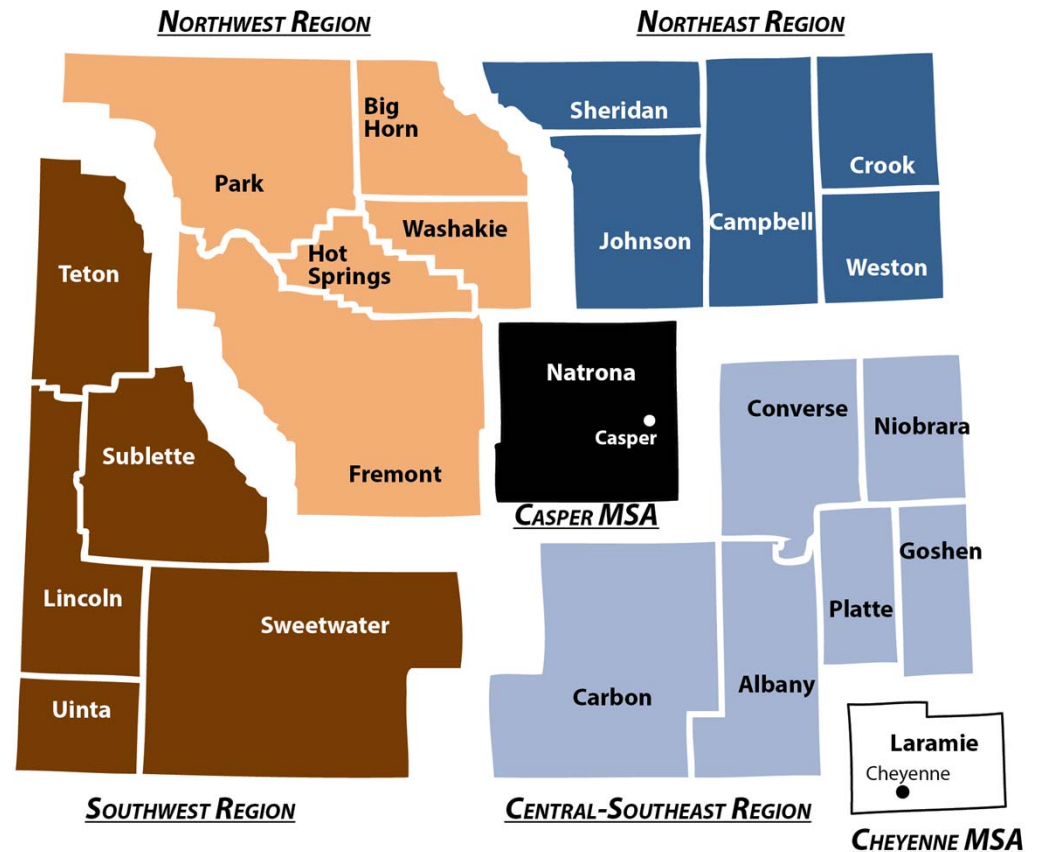 Northwest Region
Northeast Region
Big
Horn
Sheridan
Crook
Park
Washakie
Campbell
Johnson
Hot
Springs
Teton
Weston
Natrona
Casper
Converse
Niobrara
Sublette
Fremont
Casper MSA
Goshen
Lincoln
Platte
Sweetwater
Albany
Carbon
Uinta
Laramie
Cheyenne
Southwest Region
Central-Southeast Region
Cheyenne MSA